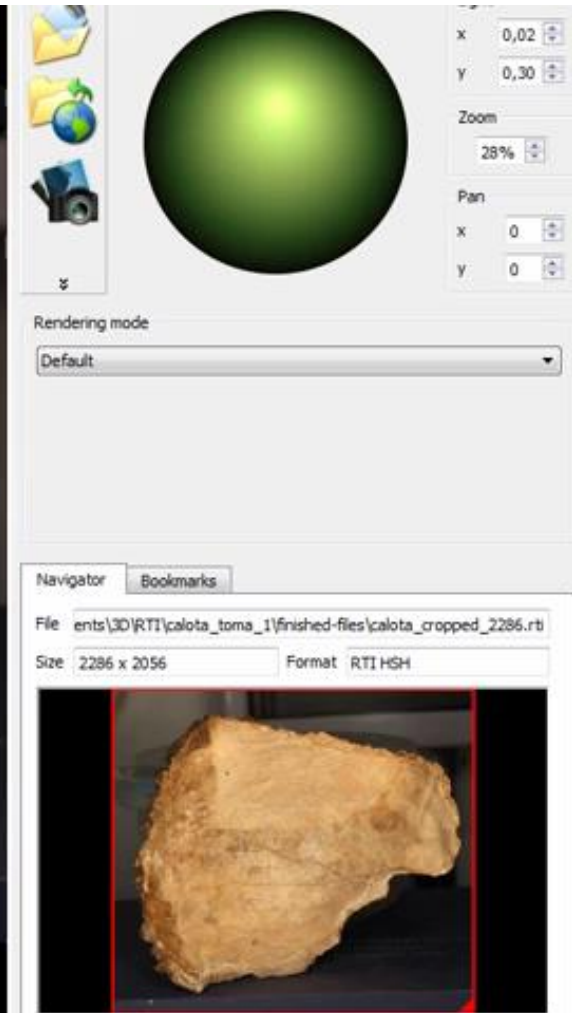 x 0,02
y 0,30
Zoom
28%
Pan
x 0
y 0
Rendering mode
Default
Navigator Bookmarks
File ents\3D\RTI\calota_toma_1\finished-files\calota_cropped_2286.rti
Size 2286 x 2056 Format RTI HSH